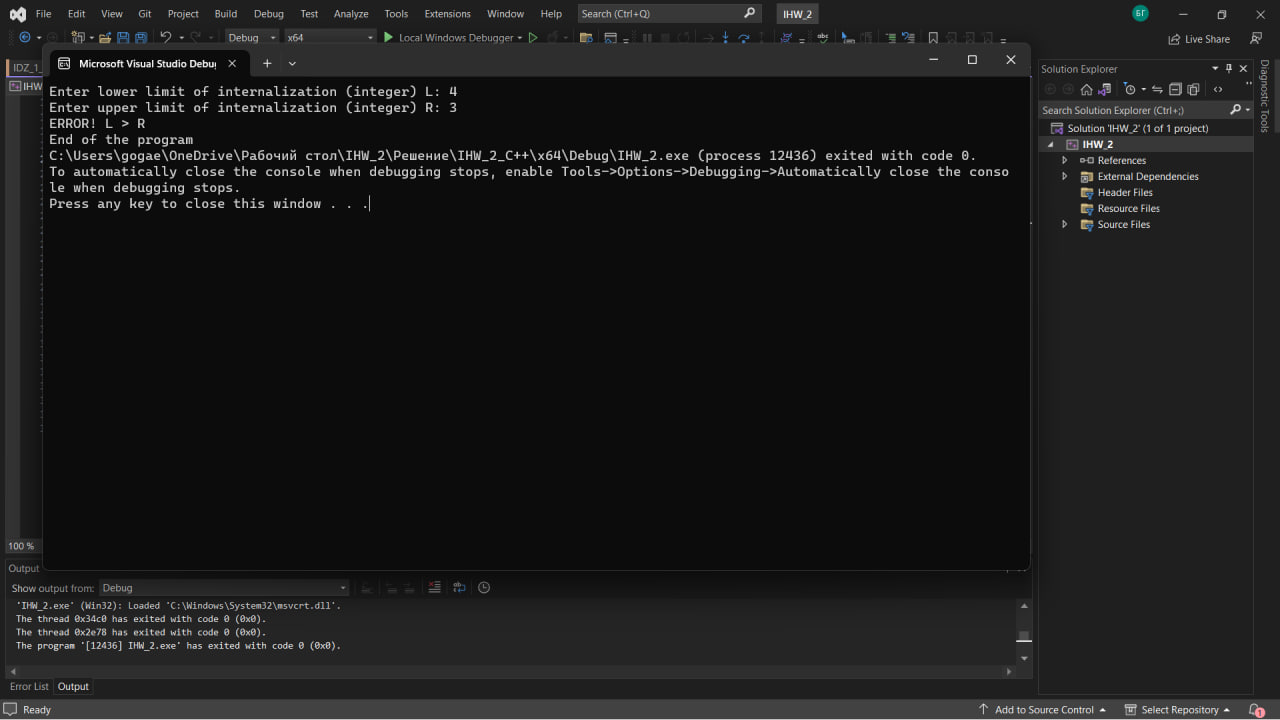 File Edit View Git Project Build Debug Test Analyze Tools Extensions Window Help Search (Ctrl+Q) IHW_2 БГ
Debug x64 Local Windows Debugger Live Share
IDZ_1_
IHW
Microsoft Visual Studio Debug
Enter lower limit of internalization (integer) L: 4
Enter upper limit of internalization (integer) R: 3
ERROR! L > R
End of the program
C:\Users\gogae\OneDrive\Рабочий стол\IHW_2\Решение\IHW_2_C++\x64\Debug\IHW_2.exe (process 12436) exited with code 0.
To automatically close the console when debugging stops, enable Tools->Options->Debugging->Automatically close the conso
le when debugging stops.
Press any key to close this window . . .
Solution Explorer
Search Solution Explorer (Ctrl+;)
Solution 'IHW_2' (1 of 1 project)
IHW_2
References
External Dependencies
Header Files
Resource Files
Source Files
Diagnostic Tools
100 %
Output
Show output from: Debug
'IHW_2.exe' (Win32): Loaded 'C:\Windows\System32\msvcrt.dll'.
The thread 0x34c0 has exited with code 0 (0x0).
The thread 0x2e78 has exited with code 0 (0x0).
The program '[12436] IHW_2.exe' has exited with code 0 (0x0).
Error List Output
Ready Add to Source Control Select Repository 1